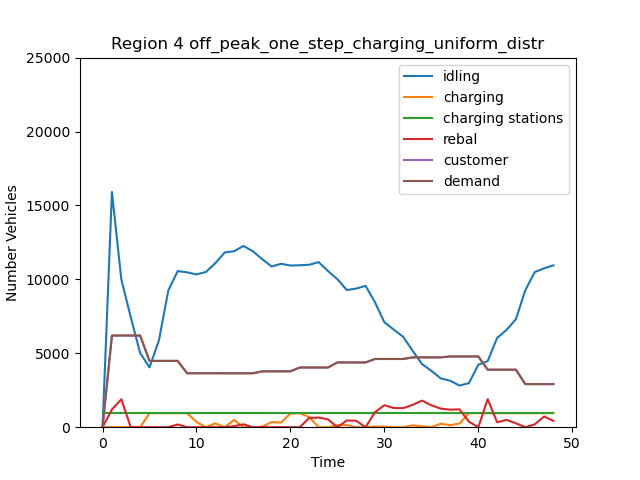 Region 4 off_peak_one_step_charging_uniform_distr
25000
20000
15000
10000
5000
0
Number Vehicles
idling
charging
charging stations
rebal
customer
demand
0 10 20 30 40 50
Time